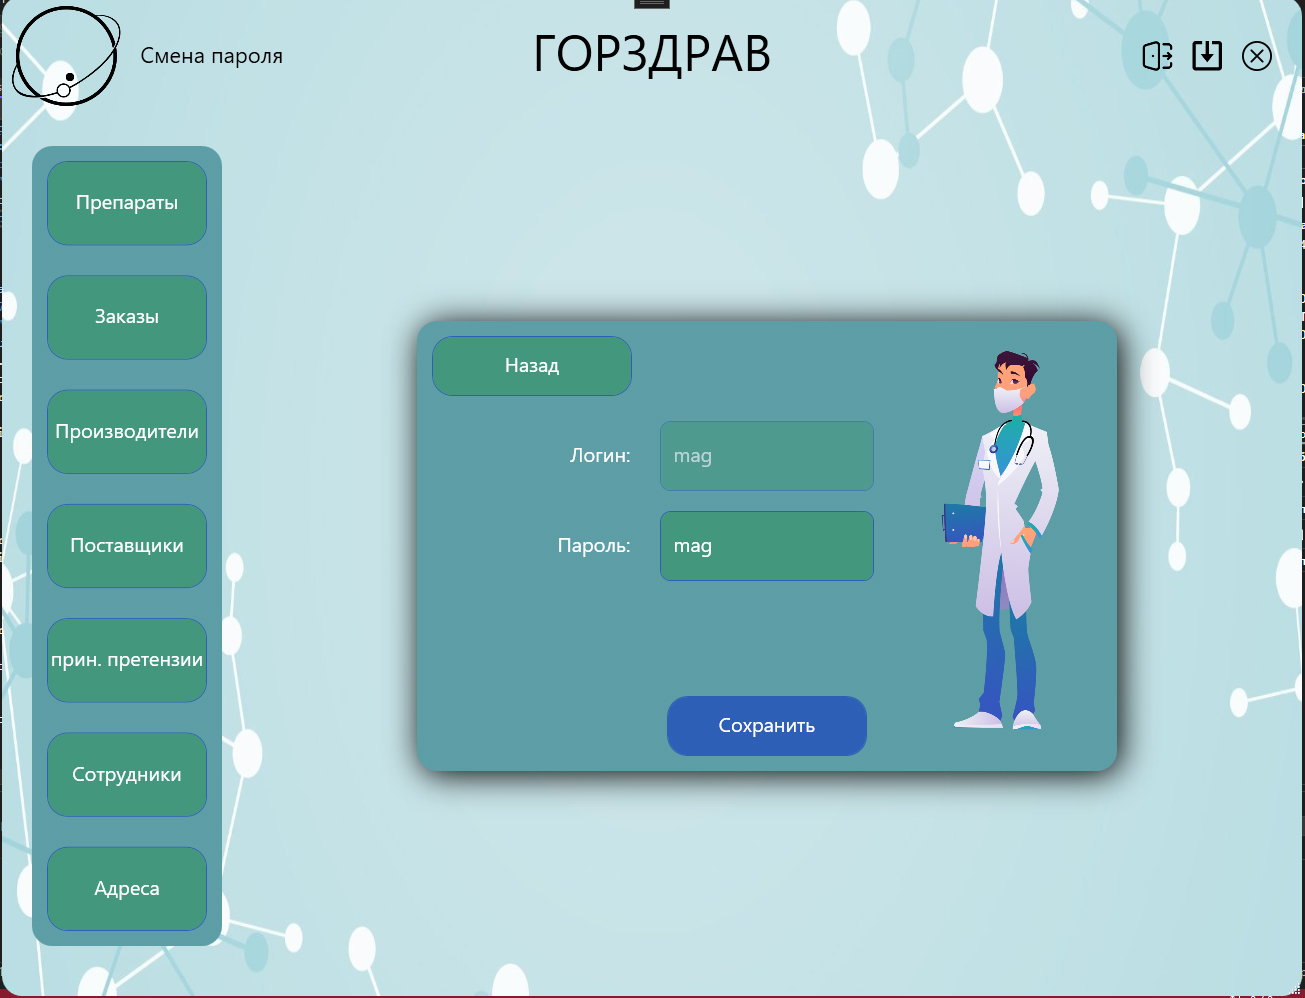 Смена пароля
ГОРЗДРАВ
Препараты
Заказы
Производители
Поставщики
прин. претензии
Сотрудники
Адреса
Назад
Логин:
mag
Пароль:
mag
Сохранить